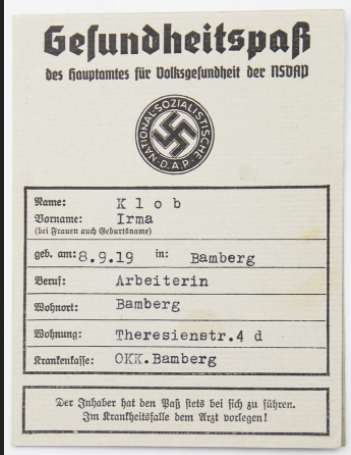 Gesundheitspaß
des Hauptamtes für Volksgesundheit der NSDAP
NATIONALSOZIALISTISCHE
D.A.P.
Name: Klob
Vorname: Irma
(bei Frauen auch Geburtsname)
geb. am: 8.9.19 in: Bamberg
Beruf: Arbeiterin
Wohnort: Bamberg
Wohnung: Theresienstr.4 d
Krankenkasse: OKK.Bamberg
Der Inhaber hat den Paß stets bei sich zu führen.
Im Krankheitsfalle dem Arzt vorlegen!